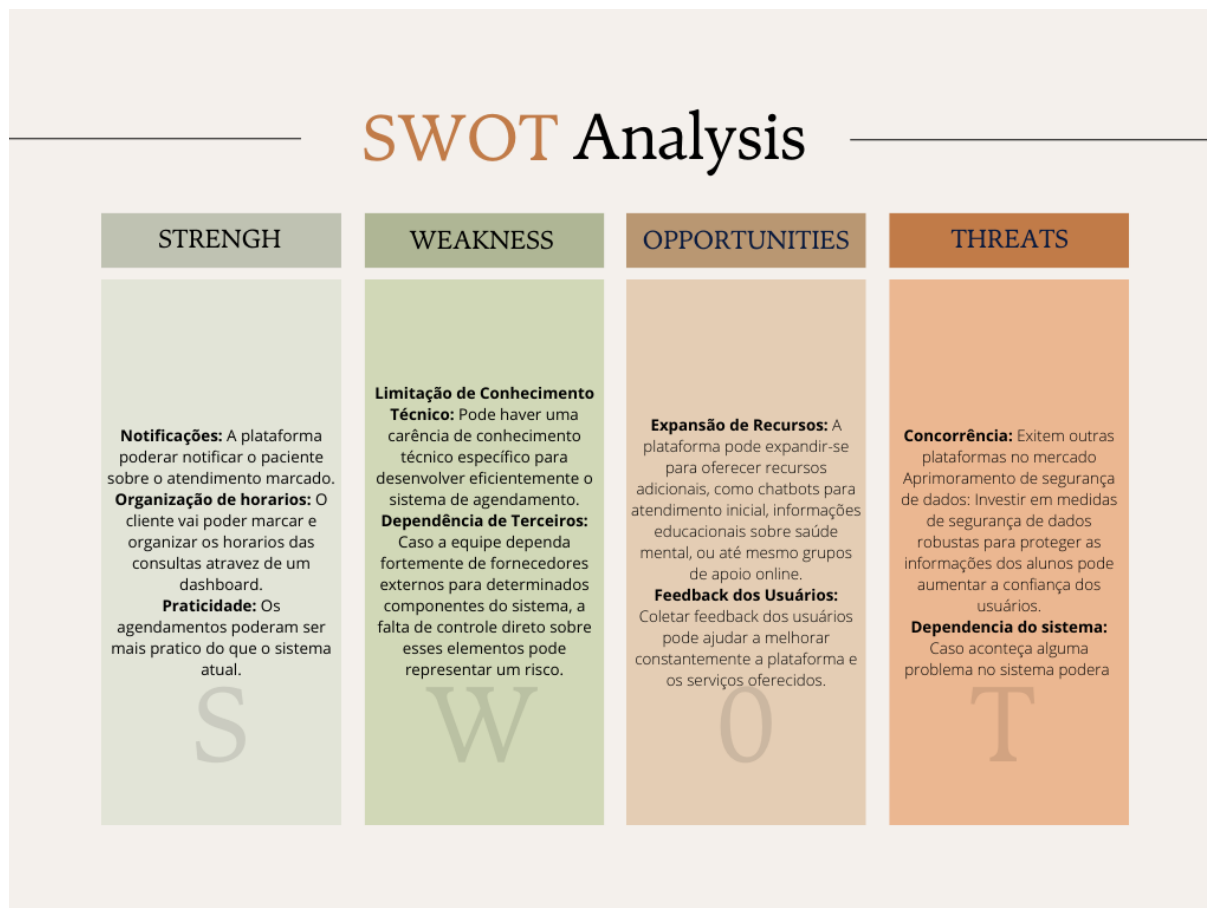 SWOT Analysis
STRENGH
Notificações: A plataforma
poderar notificar o paciente
sobre o atendimento marcado.
Organização de horarios: O
cliente vai poder marcar e
organizar os horarios das
consultas atravez de um
dashboard.
Praticidade: Os
agendamentos poderam ser
mais pratico do que o sistema
atual.
S
WEAKNESS
Limitação de Conhecimento
Técnico: Pode haver uma
carência de conhecimento
técnico específico para
desenvolver eficientemente o
sistema de agendamento.
Dependência de Terceiros:
Caso a equipe dependa
fortemente de fornecedores
externos para determinados
componentes do sistema, a
falta de controle direto sobre
esses elementos pode
representar um risco.
W
OPPORTUNITIES
Expansão de Recursos: A
plataforma pode expandir-se
para oferecer recursos
adicionais, como chatbots para
atendimento inicial, informações
educacionais sobre saúde
mental, ou até mesmo grupos
de apoio online.
Feedback dos Usuários:
Coletar feedback dos usuários
pode ajudar a melhorar
constantemente a plataforma e
os serviços oferecidos.
0
THREATS
Concorrência: Exitem outras
plataformas no mercado
Aprimoramento de segurança
de dados: Investir em medidas
de segurança de dados
robustas para proteger as
informações dos alunos pode
aumentar a confiança dos
usuários.
Dependencia do sistema:
Caso aconteça alguma
problema no sistema podera
T